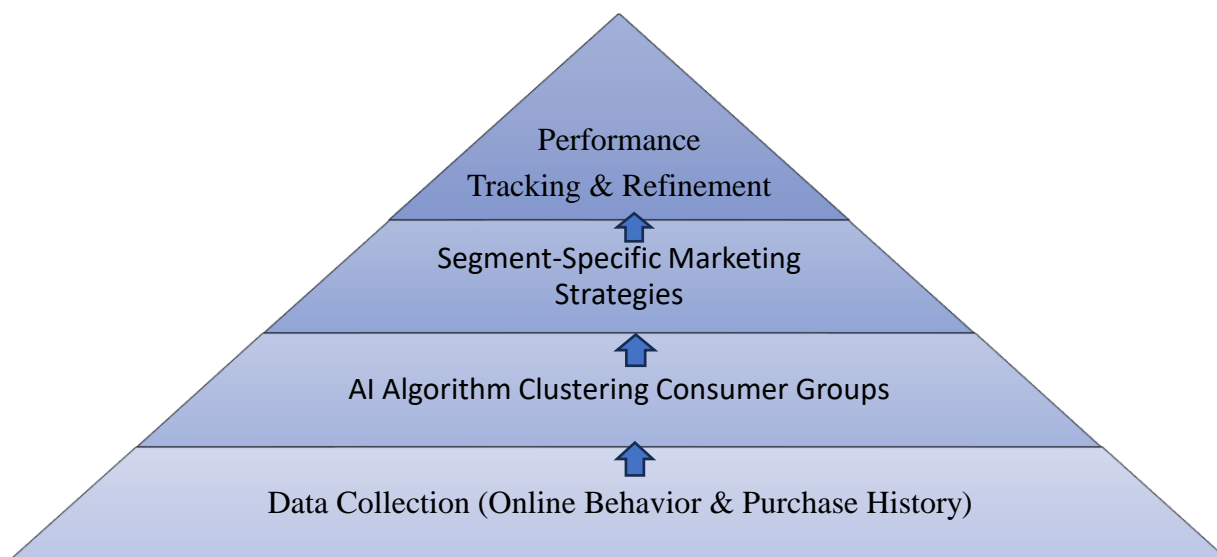 Performance
Tracking & Refinement
Segment-Specific Marketing
Strategies
AI Algorithm Clustering Consumer Groups
Data Collection (Online Behavior & Purchase History)